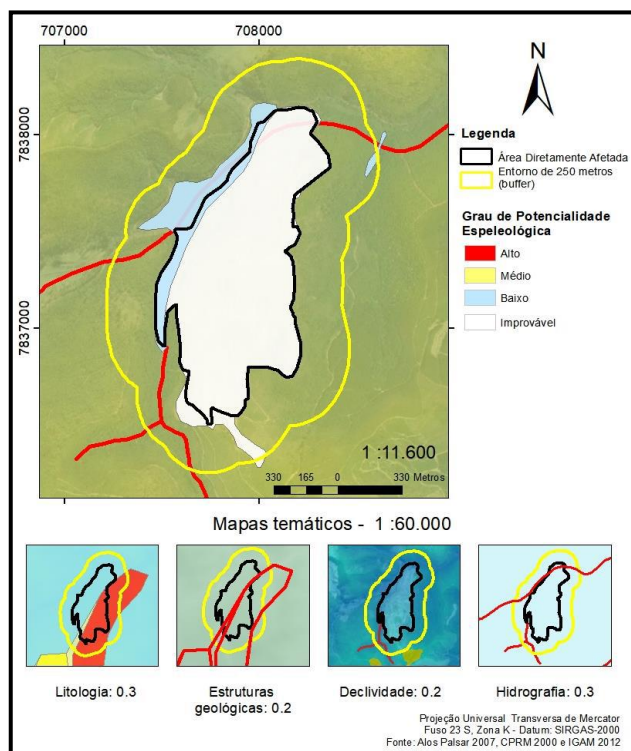 707000
708000
7838000
7837000
N
Legenda
Área Diretamente Afetada
Entorno de 250 metros
(buffer)
Grau de Potencialidade
Espeleológica
Alto
Médio
Baixo
Improvável
1 :11.600
330 165 0 330 Metros
Mapas temáticos - 1 :60.000
Litologia: 0.3
Estruturas
geológicas: 0.2
Declividade: 0.2
Hidrografia: 0.3
Projeção Universal Transversa de Mercator
Fuso 23 S, Zona K - Datum: SIRGAS-2000
Fonte: Alos Palsar 2007, CPRM 2000 e IGAM 2012